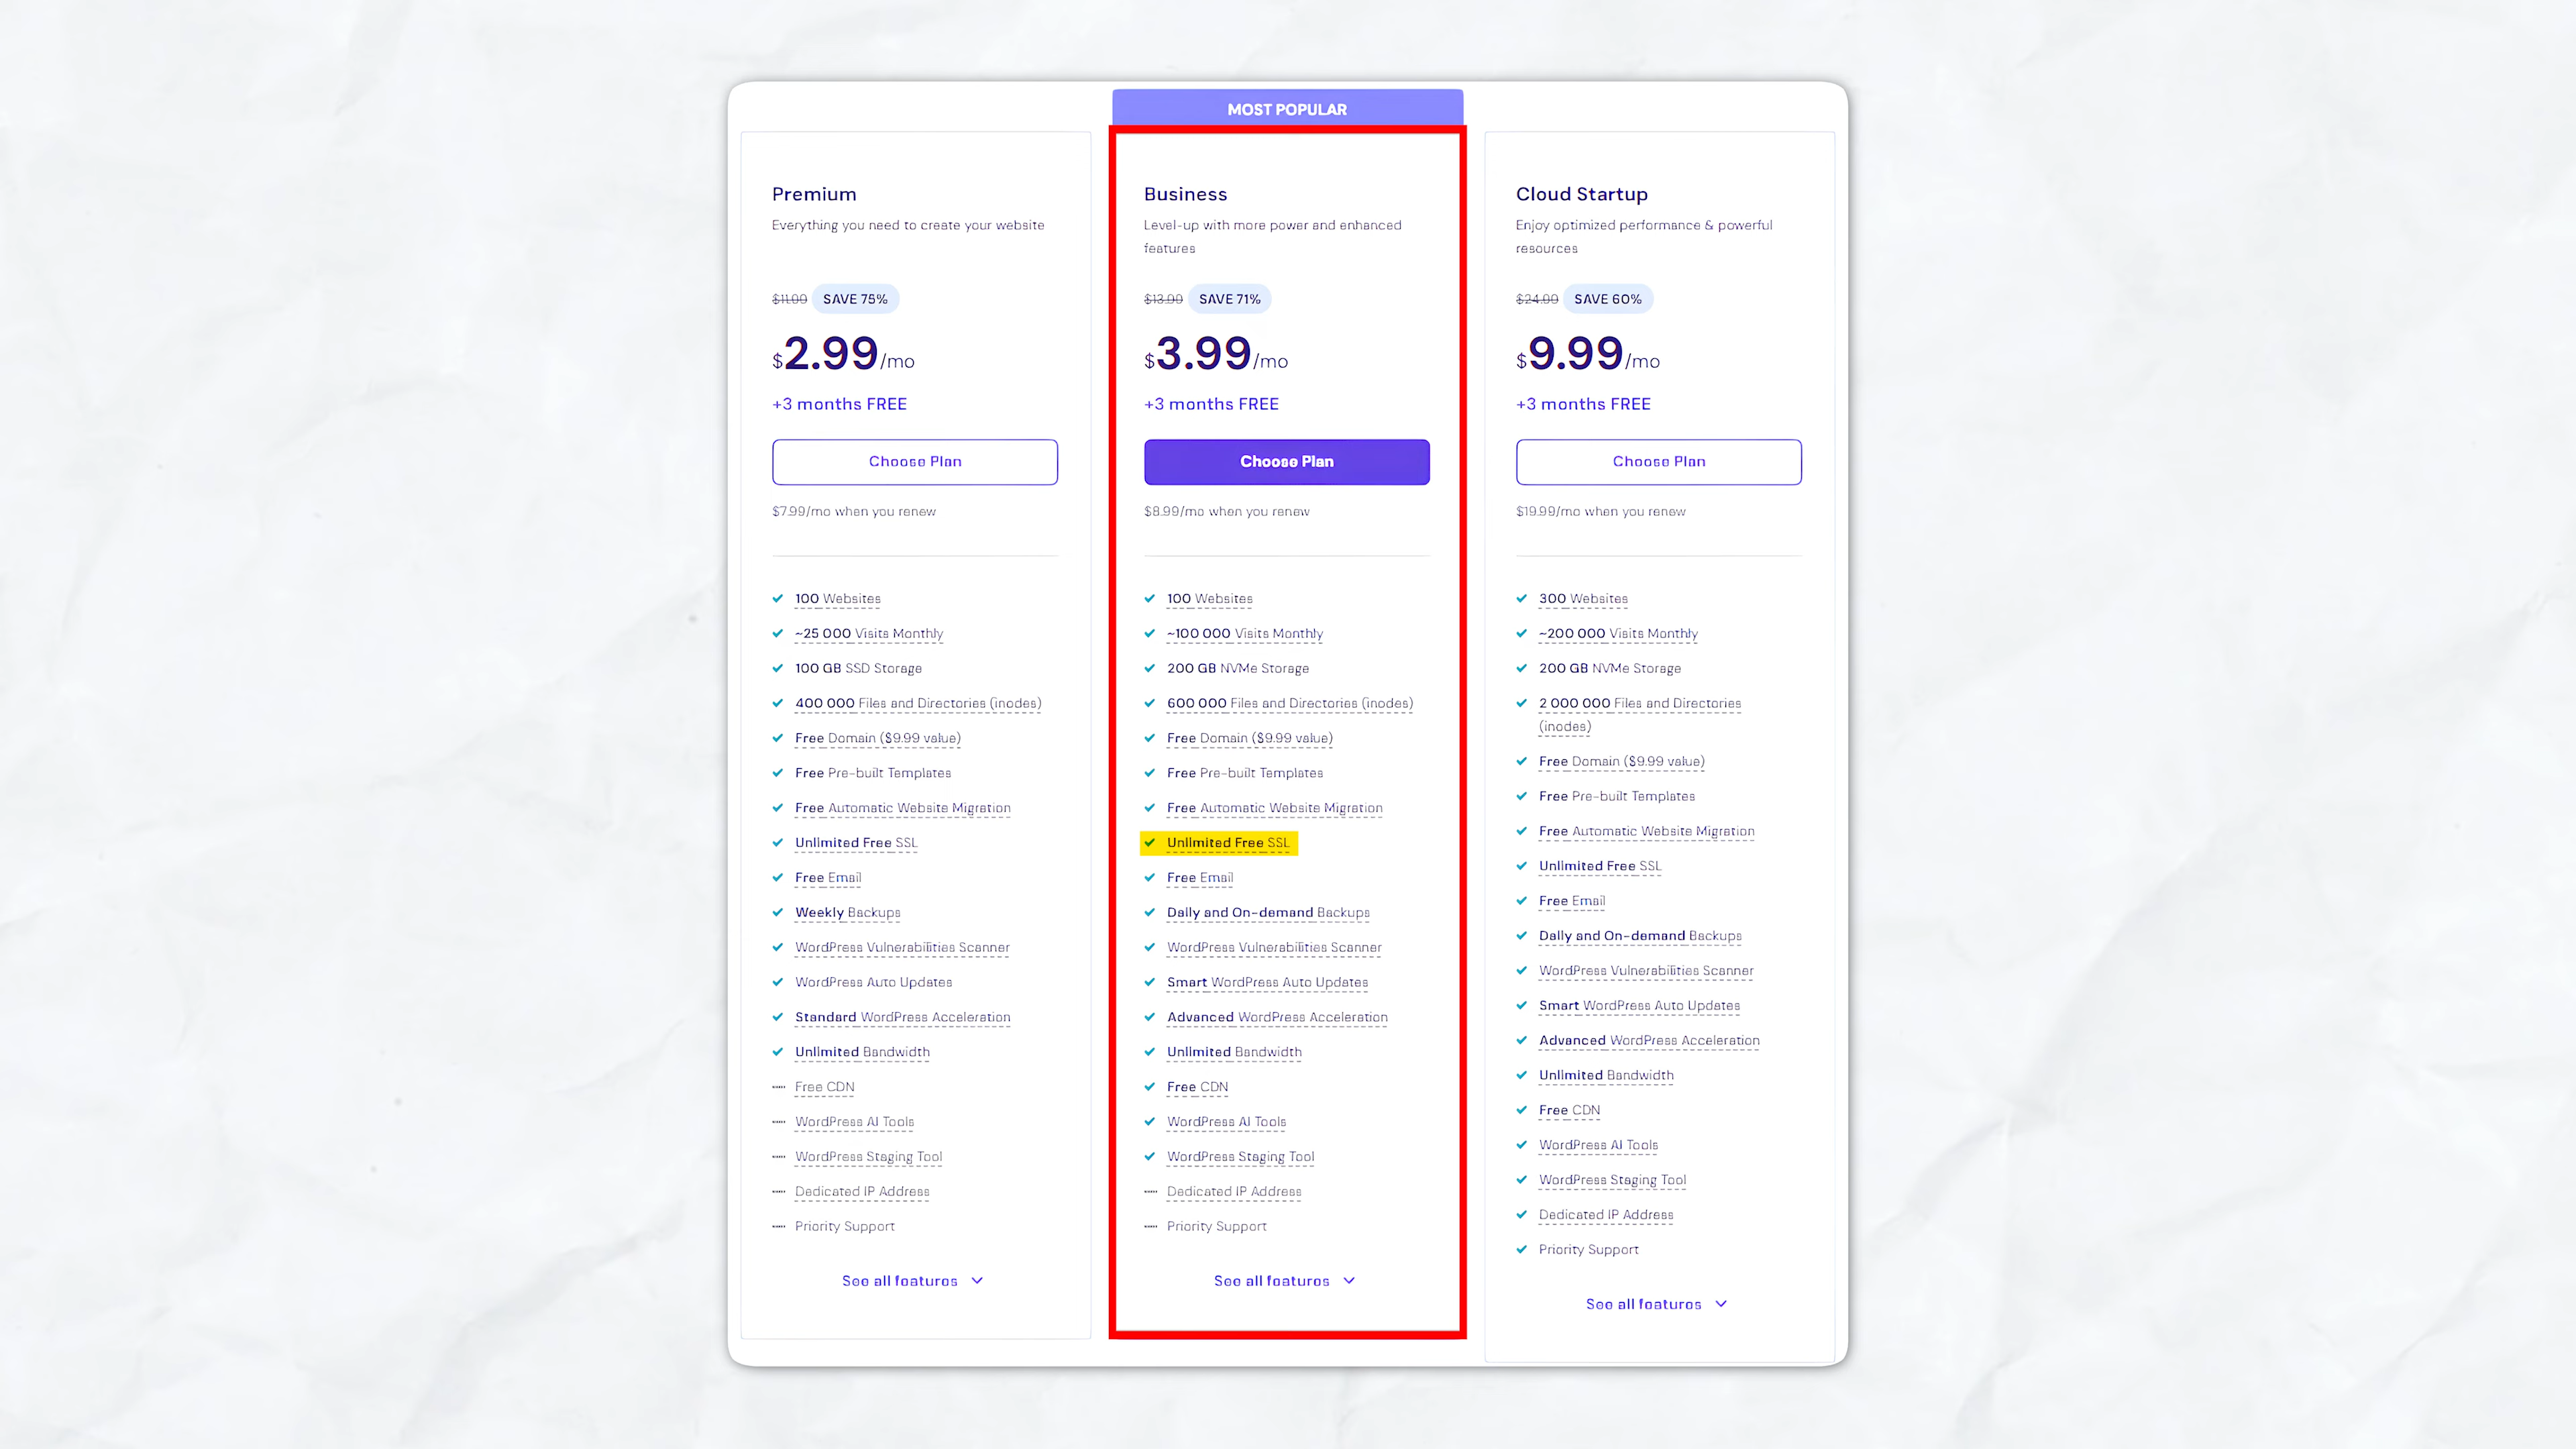 MOST POPULAR
Premium
Everything you need to create your website
$11.99 SAVE 75%
$2.99/mo
+3 months FREE
Choose Plan
$7.99/mo when you renew
100 Websites
~25 000 Visits Monthly
100 GB SSD Storage
400 000 Files and Directories (inodes)
Free Domain ($9.99 value)
Free Pre-built Templates
Free Automatic Website Migration
Unlimited Free SSL
Free Email
Weekly Backups
WordPress Vulnerabilities Scanner
WordPress Auto Updates
Standard WordPress Acceleration
Unlimited Bandwidth
Free CDN
WordPress AI Tools
WordPress Staging Tool
Dedicated IP Address
Priority Support
See all features
Business
Level-up with more power and enhanced
features
$13.99 SAVE 71%
$3.99/mo
+3 months FREE
Choose Plan
$8.99/mo when you renew
100 Websites
~100 000 Visits Monthly
200 GB NVMe Storage
600 000 Files and Directories (inodes)
Free Domain ($9.99 value)
Free Pre-built Templates
Free Automatic Website Migration
Unlimited Free SSL
Free Email
Daily and On-demand Backups
WordPress Vulnerabilities Scanner
Smart WordPress Auto Updates
Advanced WordPress Acceleration
Unlimited Bandwidth
Free CDN
WordPress AI Tools
WordPress Staging Tool
Dedicated IP Address
Priority Support
See all features
Cloud Startup
Enjoy optimized performance & powerful
resources
$24.99 SAVE 60%
$9.99/mo
+3 months FREE
Choose Plan
$19.99/mo when you renew
300 Websites
~200 000 Visits Monthly
200 GB NVMe Storage
2 000 000 Files and Directories
(inodes)
Free Domain ($9.99 value)
Free Pre-built Templates
Free Automatic Website Migration
Unlimited Free SSL
Free Email
Daily and On-demand Backups
WordPress Vulnerabilities Scanner
Smart WordPress Auto Updates
Advanced WordPress Acceleration
Unlimited Bandwidth
Free CDN
WordPress AI Tools
WordPress Staging Tool
Dedicated IP Address
Priority Support
See all features